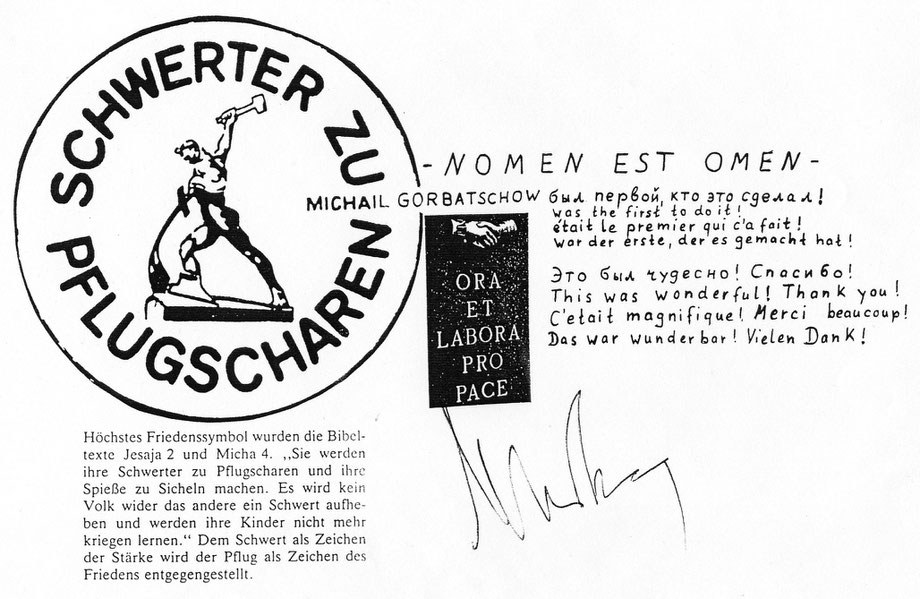 SCHWERTER ZU
PFLUGSCHAREN
- NOMEN EST OMEN -
MICHAIL GORBATSCHOW был первой, кто это сделал!
was the first to do it!
était le premier qui c'a fait!
war der erste, der es gemacht hat!
Это был чудесно! Спасибо!
This was wonderful! Thank you!
C'etait magnifique! Merci beaucoup!
Das war wunderbar! Vielen Dank!
ORA
ET
LABORA
PRO
PACE
Höchstes Friedenssymbol wurden die Bibel-
texte Jesaja 2 und Micha 4. „Sie werden
ihre Schwerter zu Pflugscharen und ihre
Spieße zu Sicheln machen. Es wird kein
Volk wider das andere ein Schwert aufhe-
ben und werden ihre Kinder nicht mehr
kriegen lernen.“ Dem Schwert als Zeichen
der Stärke wird der Pflug als Zeichen des
Friedens entgegengestellt.